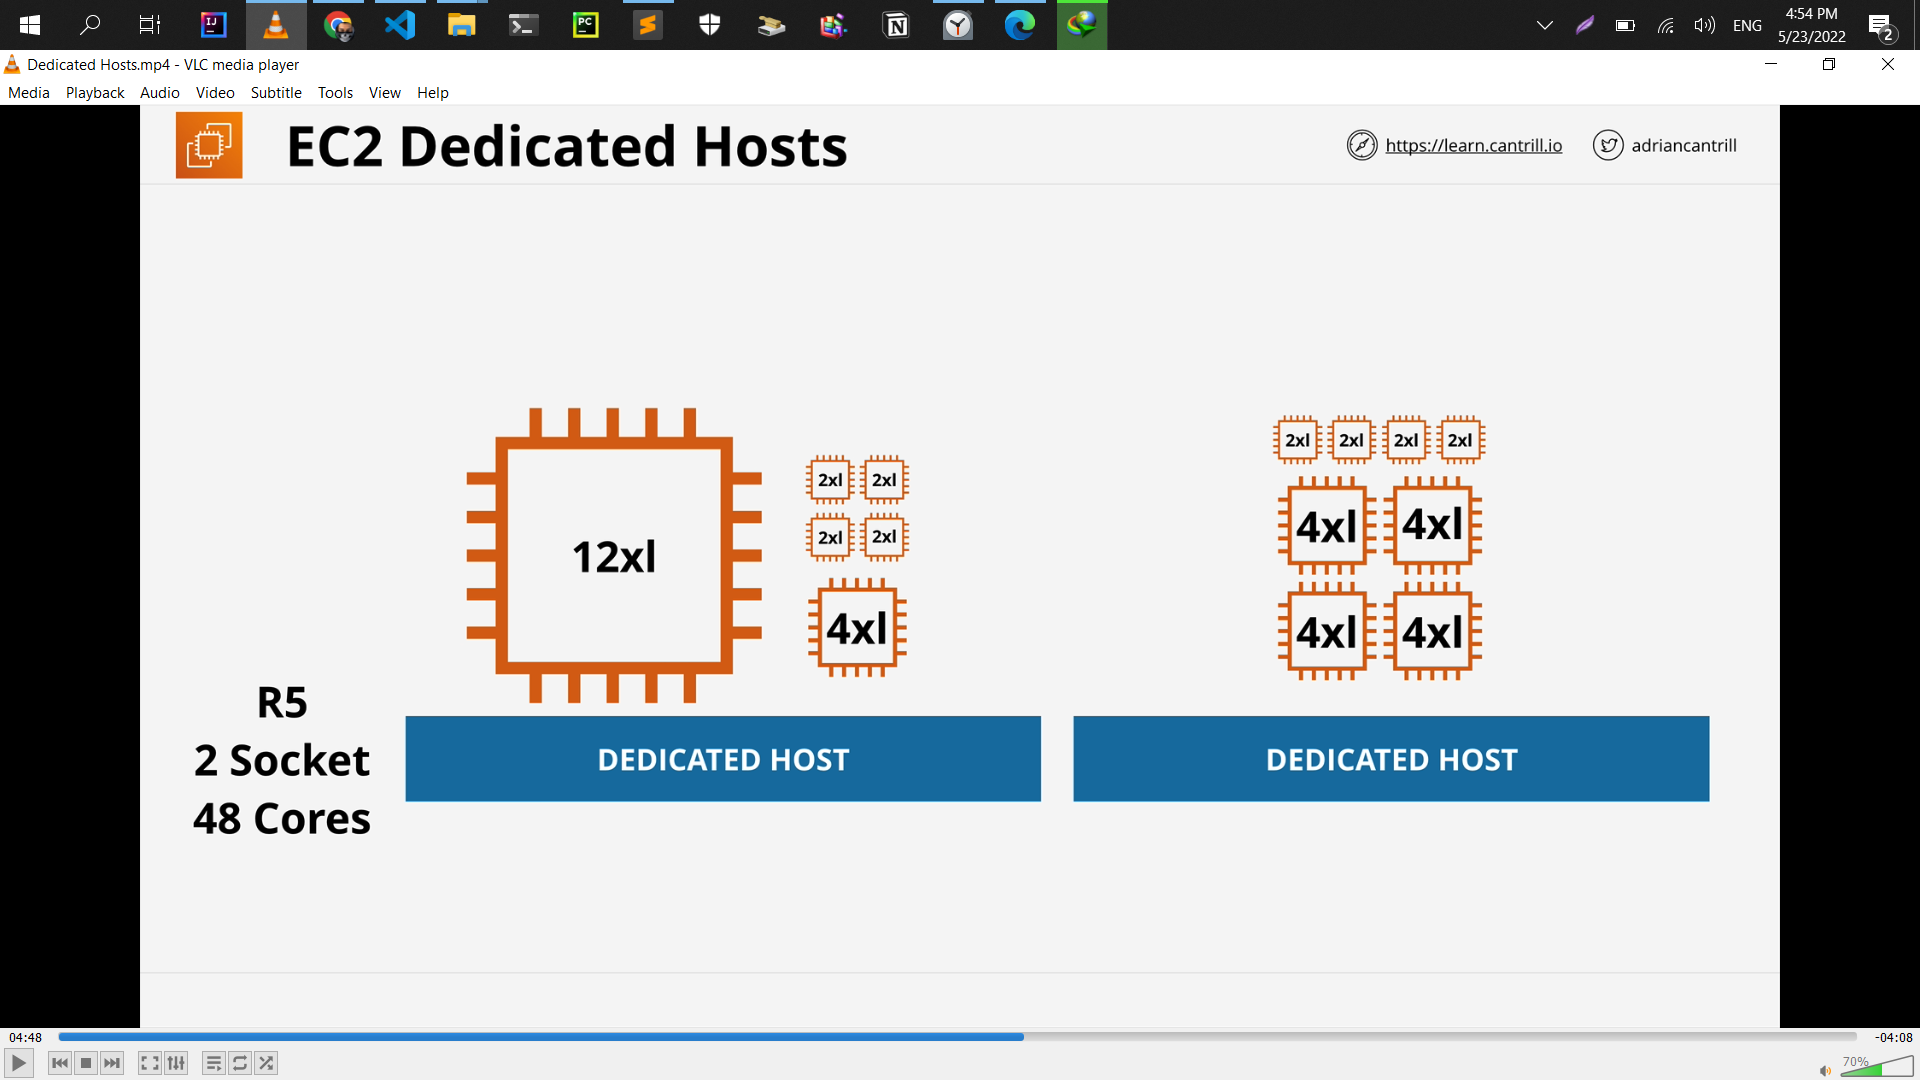 IJ
PC
ENG
4:54 PM
5/23/2022
2
Dedicated Hosts.mp4 - VLC media player
Media Playback Audio Video Subtitle Tools View Help
EC2 Dedicated Hosts
https://learn.cantrill.io
adriancantrill
12xl
2xl 2xl
2xl 2xl
4xl
2xl 2xl 2xl 2xl
4xl 4xl
4xl 4xl
R5
2 Socket
48 Cores
DEDICATED HOST
DEDICATED HOST
04:48
-04:08
70%